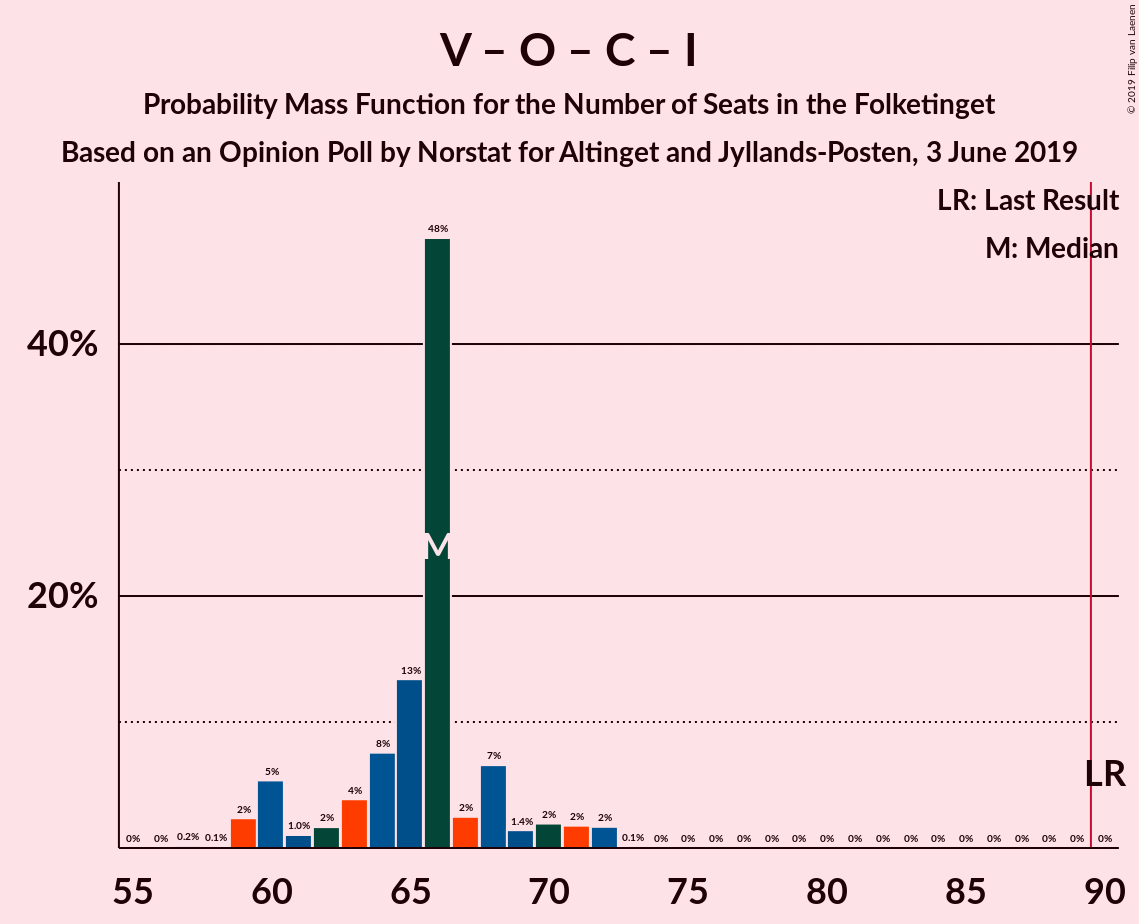 V – O – C – I
Probability Mass Function for the Number of Seats in the Folketinget
Based on an Opinion Poll by Norstat for Altinget and Jyllands-Posten, 3 June 2019
© 2019 Filip van Laenen
LR: Last Result
M: Median
40%
20%
0% 0% 0.2% 0.1% 2% 5% 1.0% 2% 4% 8% 13% 48% 2% 7% 1.4% 2% 2% 2% 0.1% 0% 0% 0% 0% 0% 0% 0% 0% 0% 0% 0% 0% 0% 0% 0% 0% 0%
M
LR
55 60 65 70 75 80 85 90